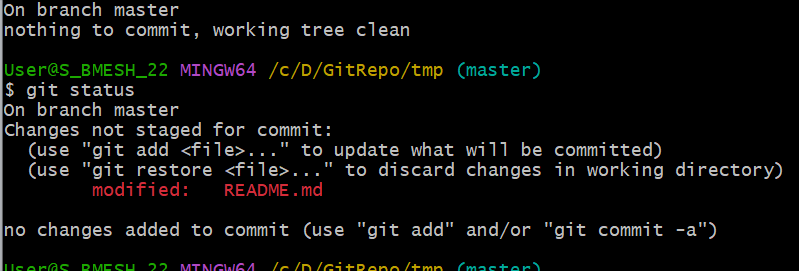 On branch master
nothing to commit, working tree clean
User@S_BMESH_22 MINGW64 /c/D/GitRepo/tmp (master)
$ git status
On branch master
Changes not staged for commit:
  (use "git add <file>..." to update what will be committed)
  (use "git restore <file>..." to discard changes in working directory)
        modified:   README.md
no changes added to commit (use "git add" and/or "git commit -a")
User@S_BMESH_22 MINGW64 /c/D/GitRepo/tmp (master)